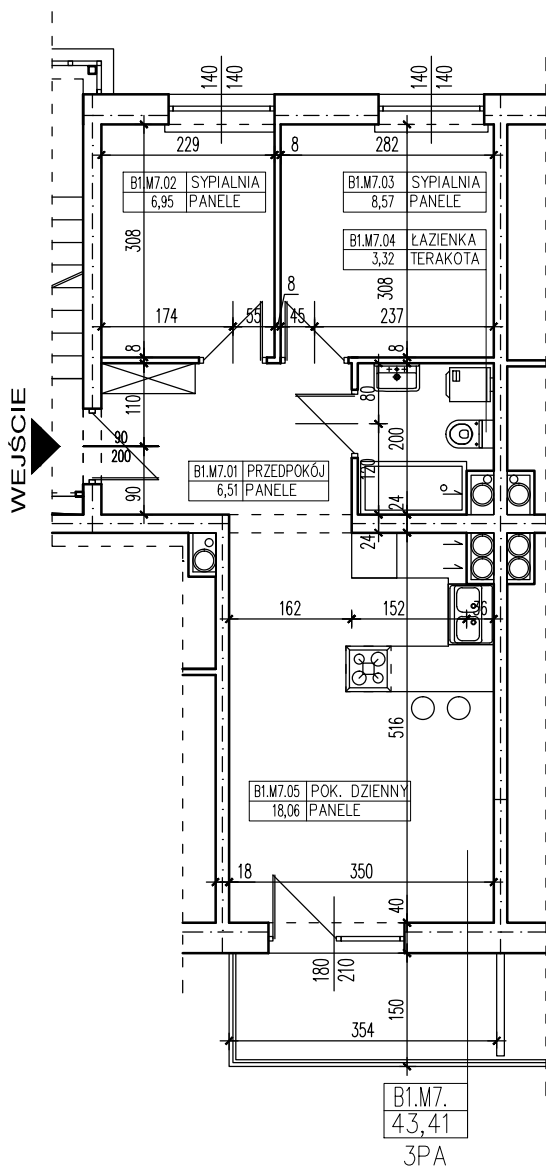 140 140 140 140
229 8 282
B1.M7.02 SYPIALNIA
6,95 PANELE
B1.M7.03 SYPIALNIA
8,57 PANELE
B1.M7.04 ŁAZIENKA
3,32 TERAKOTA
308 308
8
174 55 45 237
8 8
110 80
WEJŚCIE
90
200
200
B1.M7.01 PRZEDPOKÓJ
6,51 PANELE
120
90 24
24
162 152 36
516
B1.M7.05 POK. DZIENNY
18,06 PANELE
18 350
40
180 210
150
354
B1.M7.
43,41
3PA